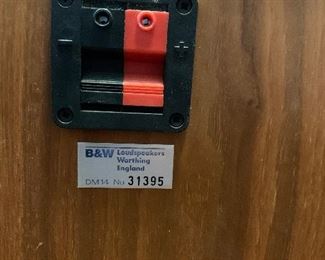 − +
B&W Loudspeakers
Worthing
England
DM14 No 31395